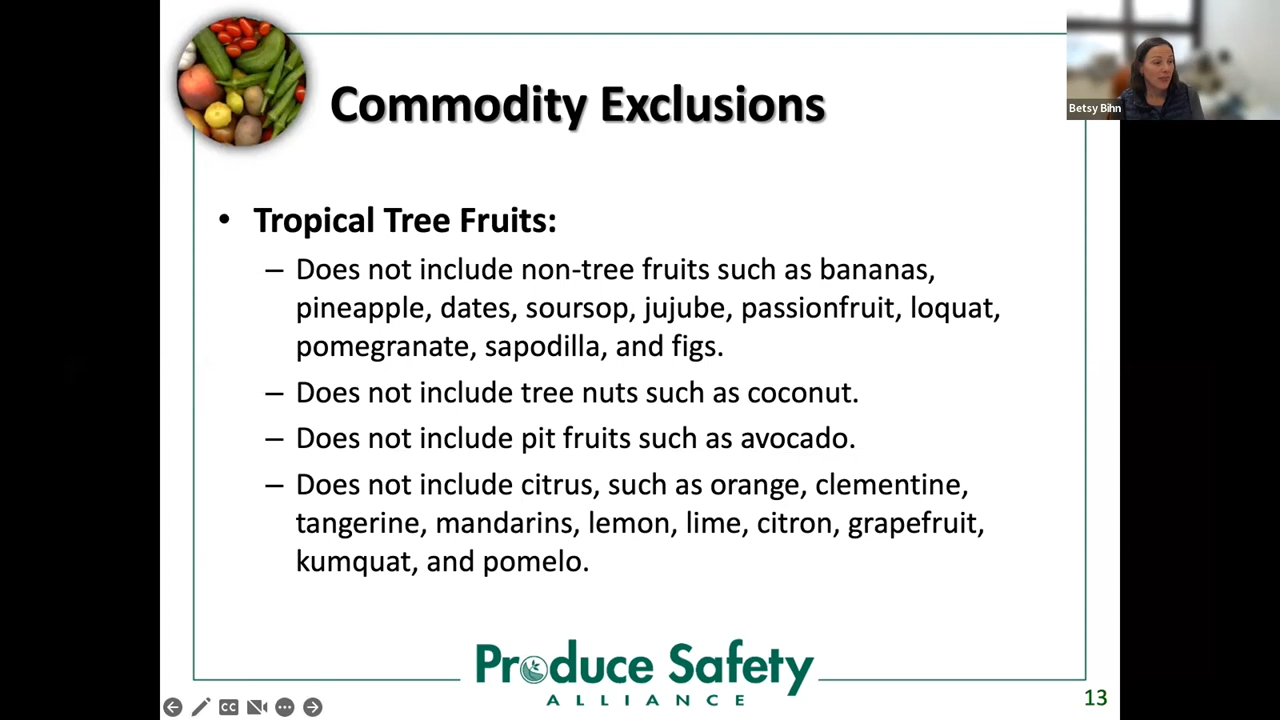 Commodity Exclusions
Betsy Bihn
• Tropical Tree Fruits:
– Does not include non-tree fruits such as bananas,
pineapple, dates, soursop, jujube, passionfruit, loquat,
pomegranate, sapodilla, and figs.
– Does not include tree nuts such as coconut.
– Does not include pit fruits such as avocado.
– Does not include citrus, such as orange, clementine,
tangerine, mandarins, lemon, lime, citron, grapefruit,
kumquat, and pomelo.
Produce Safety
ALLIANCE
CC
13